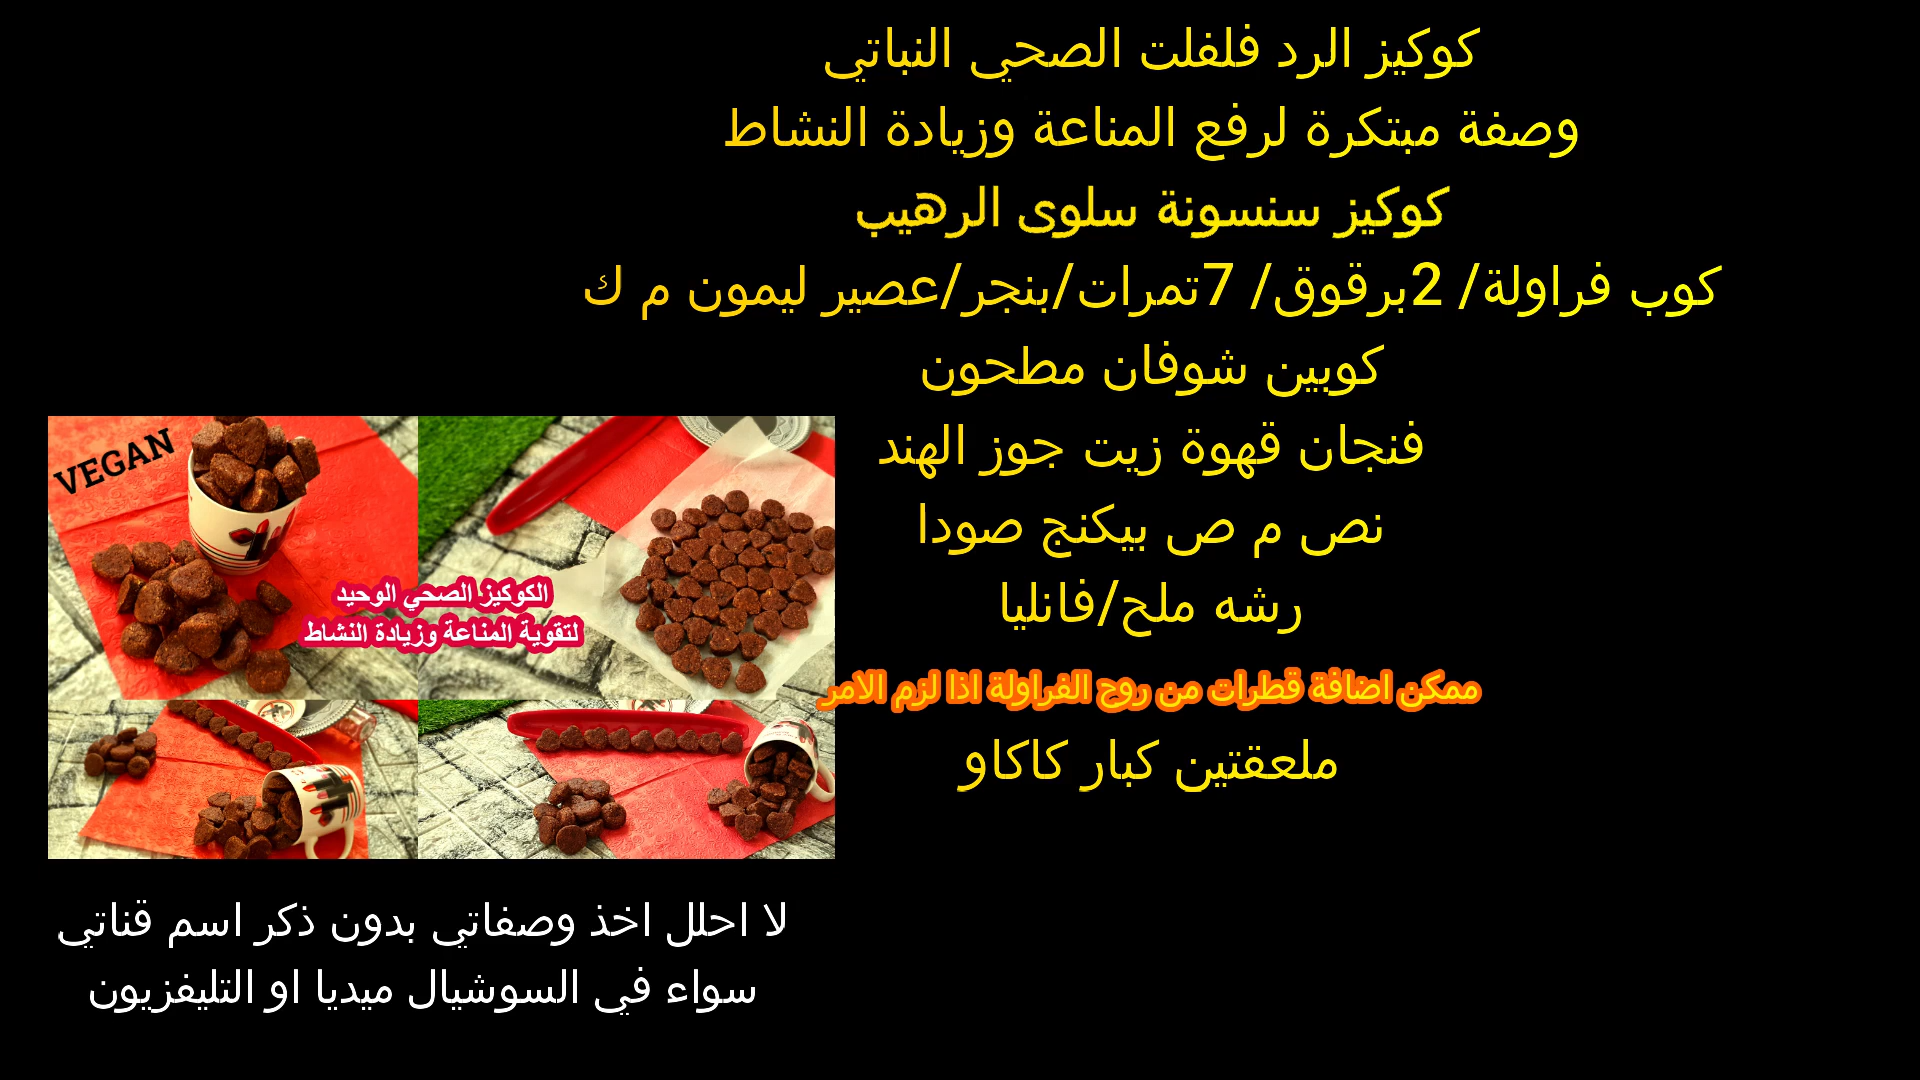 كوكيز الرد فلفلت الصحي النباتي
وصفة مبتكرة لرفع المناعة وزيادة النشاط
كوكيز سنسونة سلوى الرهيب
كوب فراولة/ 2برقوق/ 7تمرات/بنجر/عصير ليمون م ك
كوبين شوفان مطحون
فنجان قهوة زيت جوز الهند
نص م ص بيكنج صودا
رشه ملح/فانليا
ممكن اضافة قطرات من روح الفراولة اذا لزم الامر
ملعقتين كبار كاكاو
VEGAN
الكوكيز الصحي الوحيد
لتقوية المناعة وزيادة النشاط
لا احلل اخذ وصفاتي بدون ذكر اسم قناتي
سواء في السوشيال ميديا او التليفزيون